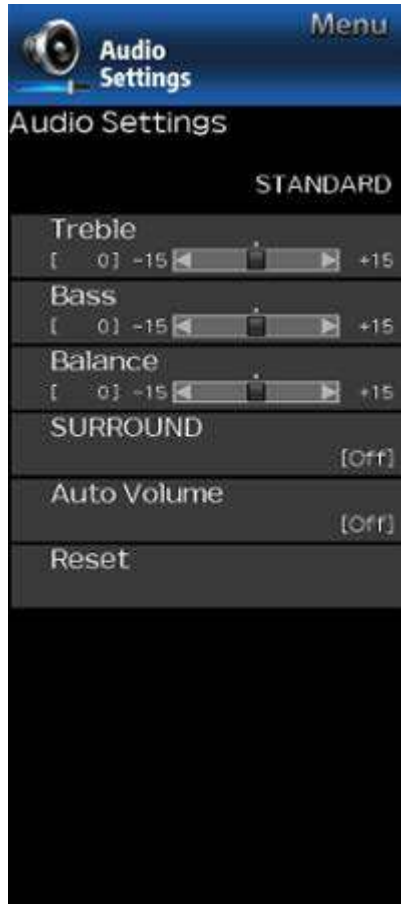 Menu
Audio
Settings
Audio Settings
STANDARD
Treble
[ 0] -15 +15
Bass
[ 0] -15 +15
Balance
[ 0] -15 +15
SURROUND
[Off]
Auto Volume
[Off]
Reset